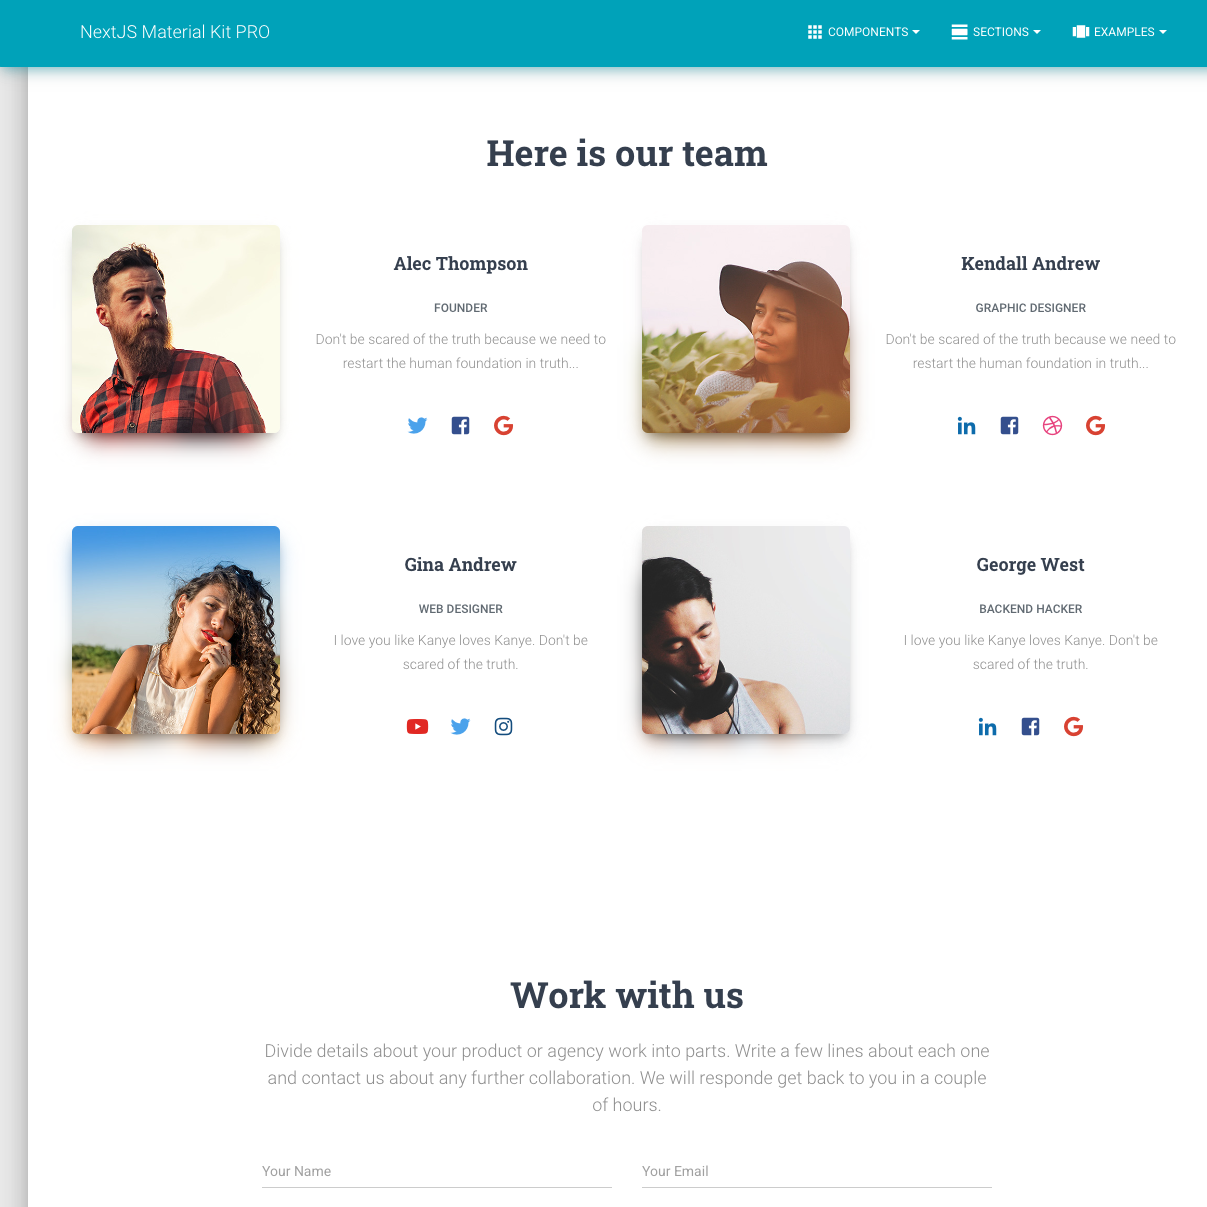 NextJS Material Kit PRO
COMPONENTS
SECTIONS
EXAMPLES
Here is our team
Alec Thompson
FOUNDER
Don't be scared of the truth because we need to
restart the human foundation in truth...
Kendall Andrew
GRAPHIC DESIGNER
Don't be scared of the truth because we need to
restart the human foundation in truth...
Gina Andrew
WEB DESIGNER
I love you like Kanye loves Kanye. Don't be
scared of the truth.
George West
BACKEND HACKER
I love you like Kanye loves Kanye. Don't be
scared of the truth.
Work with us
Divide details about your product or agency work into parts. Write a few lines about each one
and contact us about any further collaboration. We will responde get back to you in a couple
of hours.
Your Name
Your Email